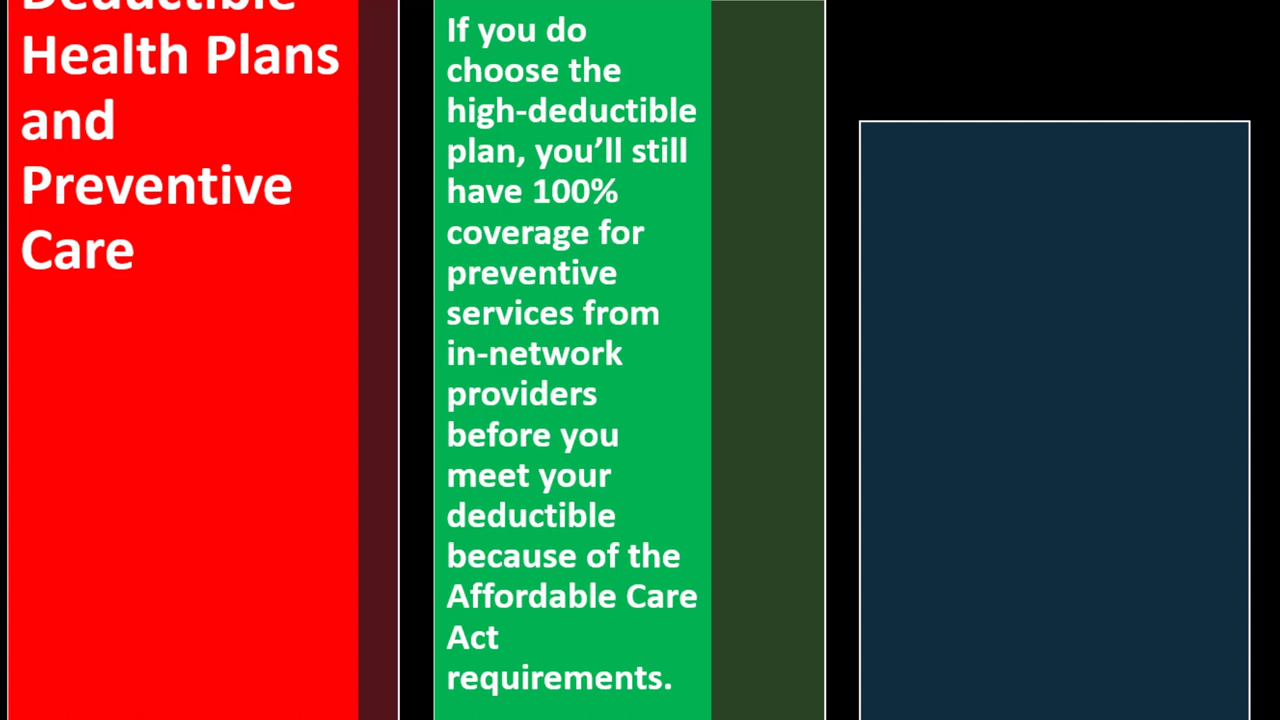 Deductible
Health Plans
and
Preventive
Care
If you do
choose the
high-deductible
plan, you’ll still
have 100%
coverage for
preventive
services from
in-network
providers
before you
meet your
deductible
because of the
Affordable Care
Act
requirements.